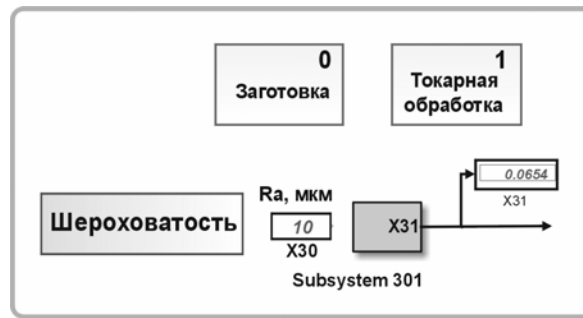 0
Заготовка
1
Токарная
обработка
0.0654
X31
Шероховатость
Ra, мкм
10
X30
X31
Subsystem 301